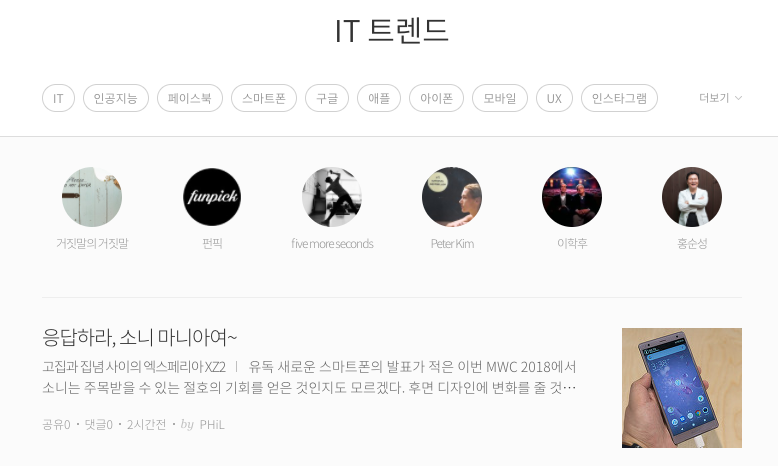 IT 트렌드
IT 인공지능 페이스북 스마트폰 구글 애플 아이폰 모바일 UX 인스타그램 더보기
funpick
거짓말의 거짓말 펀픽 five more seconds Peter Kim 이학후 홍순성
응답하라, 소니 마니아여~
고집과 집념 사이의 엑스페리아 XZ2 | 유독 새로운 스마트폰의 발표가 적은 이번 MWC 2018에서
소니는 주목받을 수 있는 절호의 기회를 얻은 것인지도 모르겠다. 후면 디자인에 변화를 줄 것…
공유0 · 댓글0 · 2시간전 · by PHiL